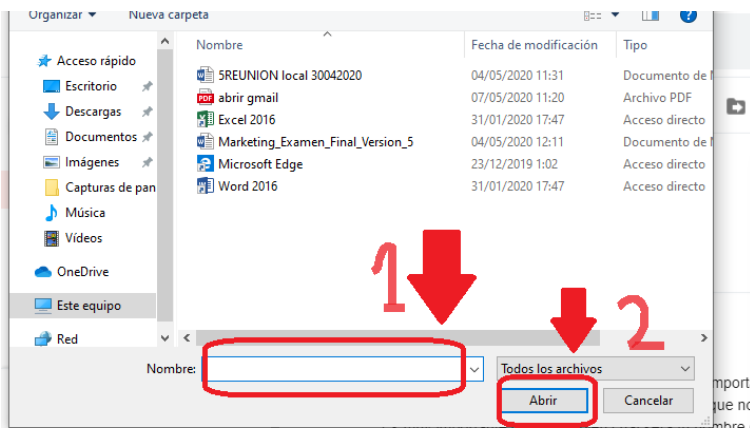 Organizar Nueva carpeta
Nombre Fecha de modificación Tipo
Acceso rápido
Escritorio
Descargas
Documentos
Imágenes
Capturas de pan
Música
Vídeos
OneDrive
Este equipo
Red
5REUNION local 30042020 04/05/2020 11:31 Documento de
abrir gmail 07/05/2020 11:20 Archivo PDF
Excel 2016 31/01/2020 17:47 Acceso directo
Marketing_Examen_Final_Version_5 04/05/2020 12:11 Documento de
Microsoft Edge 23/12/2019 1:02 Acceso directo
Word 2016 31/01/2020 17:47 Acceso directo
1
2
Nombre: Todos los archivos
Abrir Cancelar